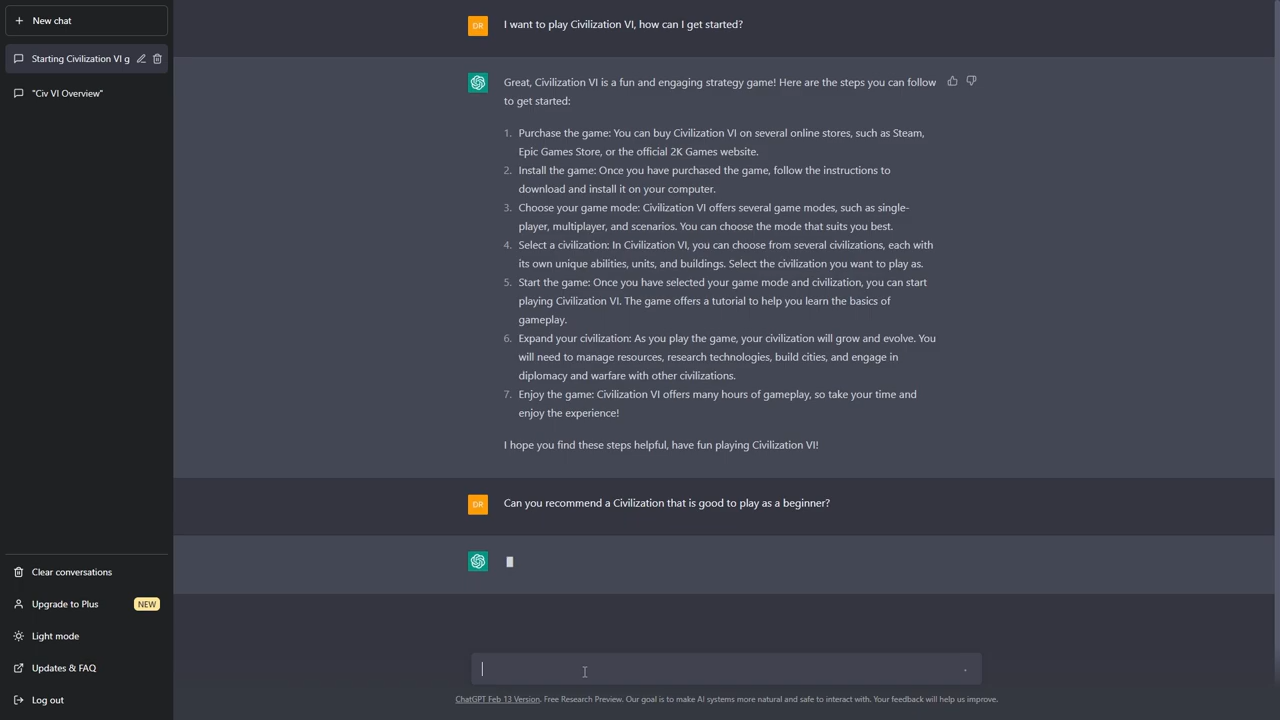 New chat
Starting Civilization VI g
"Civ VI Overview"
Clear conversations
Upgrade to Plus NEW
Light mode
Updates & FAQ
Log out
DR I want to play Civilization VI, how can I get started?
Great, Civilization VI is a fun and engaging strategy game! Here are the steps you can follow
to get started:
1. Purchase the game: You can buy Civilization VI on several online stores, such as Steam,
Epic Games Store, or the official 2K Games website.
2. Install the game: Once you have purchased the game, follow the instructions to
download and install it on your computer.
3. Choose your game mode: Civilization VI offers several game modes, such as single-
player, multiplayer, and scenarios. You can choose the mode that suits you best.
4. Select a civilization: In Civilization VI, you can choose from several civilizations, each with
its own unique abilities, units, and buildings. Select the civilization you want to play as.
5. Start the game: Once you have selected your game mode and civilization, you can start
playing Civilization VI. The game offers a tutorial to help you learn the basics of
gameplay.
6. Expand your civilization: As you play the game, your civilization will grow and evolve. You
will need to manage resources, research technologies, build cities, and engage in
diplomacy and warfare with other civilizations.
7. Enjoy the game: Civilization VI offers many hours of gameplay, so take your time and
enjoy the experience!
I hope you find these steps helpful, have fun playing Civilization VI!
DR Can you recommend a Civilization that is good to play as a beginner?
ChatGPT Feb 13 Version. Free Research Preview. Our goal is to make AI systems more natural and safe to interact with. Your feedback will help us improve.